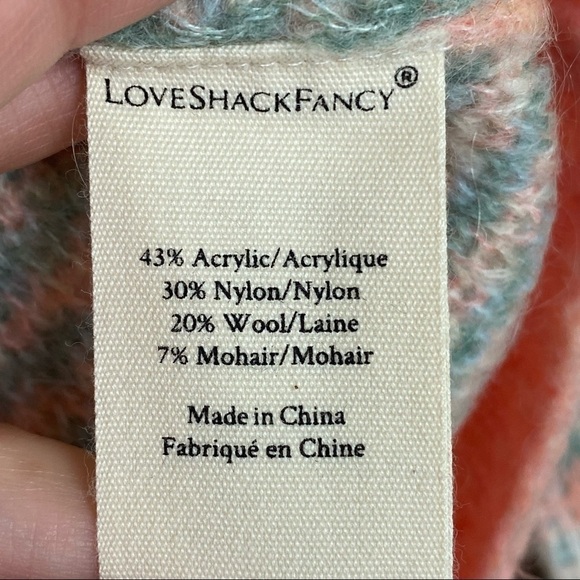 LOVESHACKFANCY®
43% Acrylic/Acrylique
30% Nylon/Nylon
20% Wool/Laine
7% Mohair/Mohair
Made in China
Fabriqué en Chine